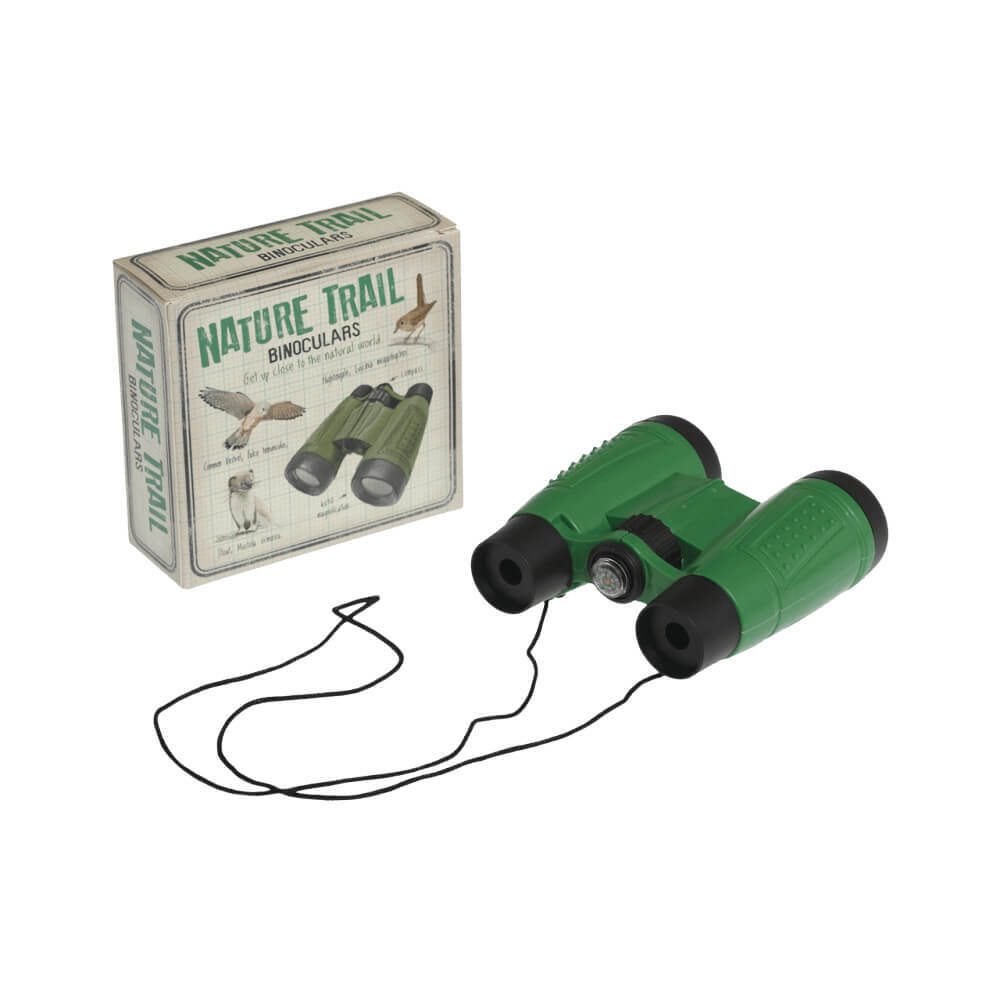 NATURE TRAIL
BINOCULARS
NATURE TRAIL
BINOCULARS
NATURE TRAIL
BINOCULARS
Get up close to the natural world
Nightingale, Luscinia megarhynchos
compass
Common Kestrel, falco tinnunculus,
magnification
Stoat, Mustela erminea